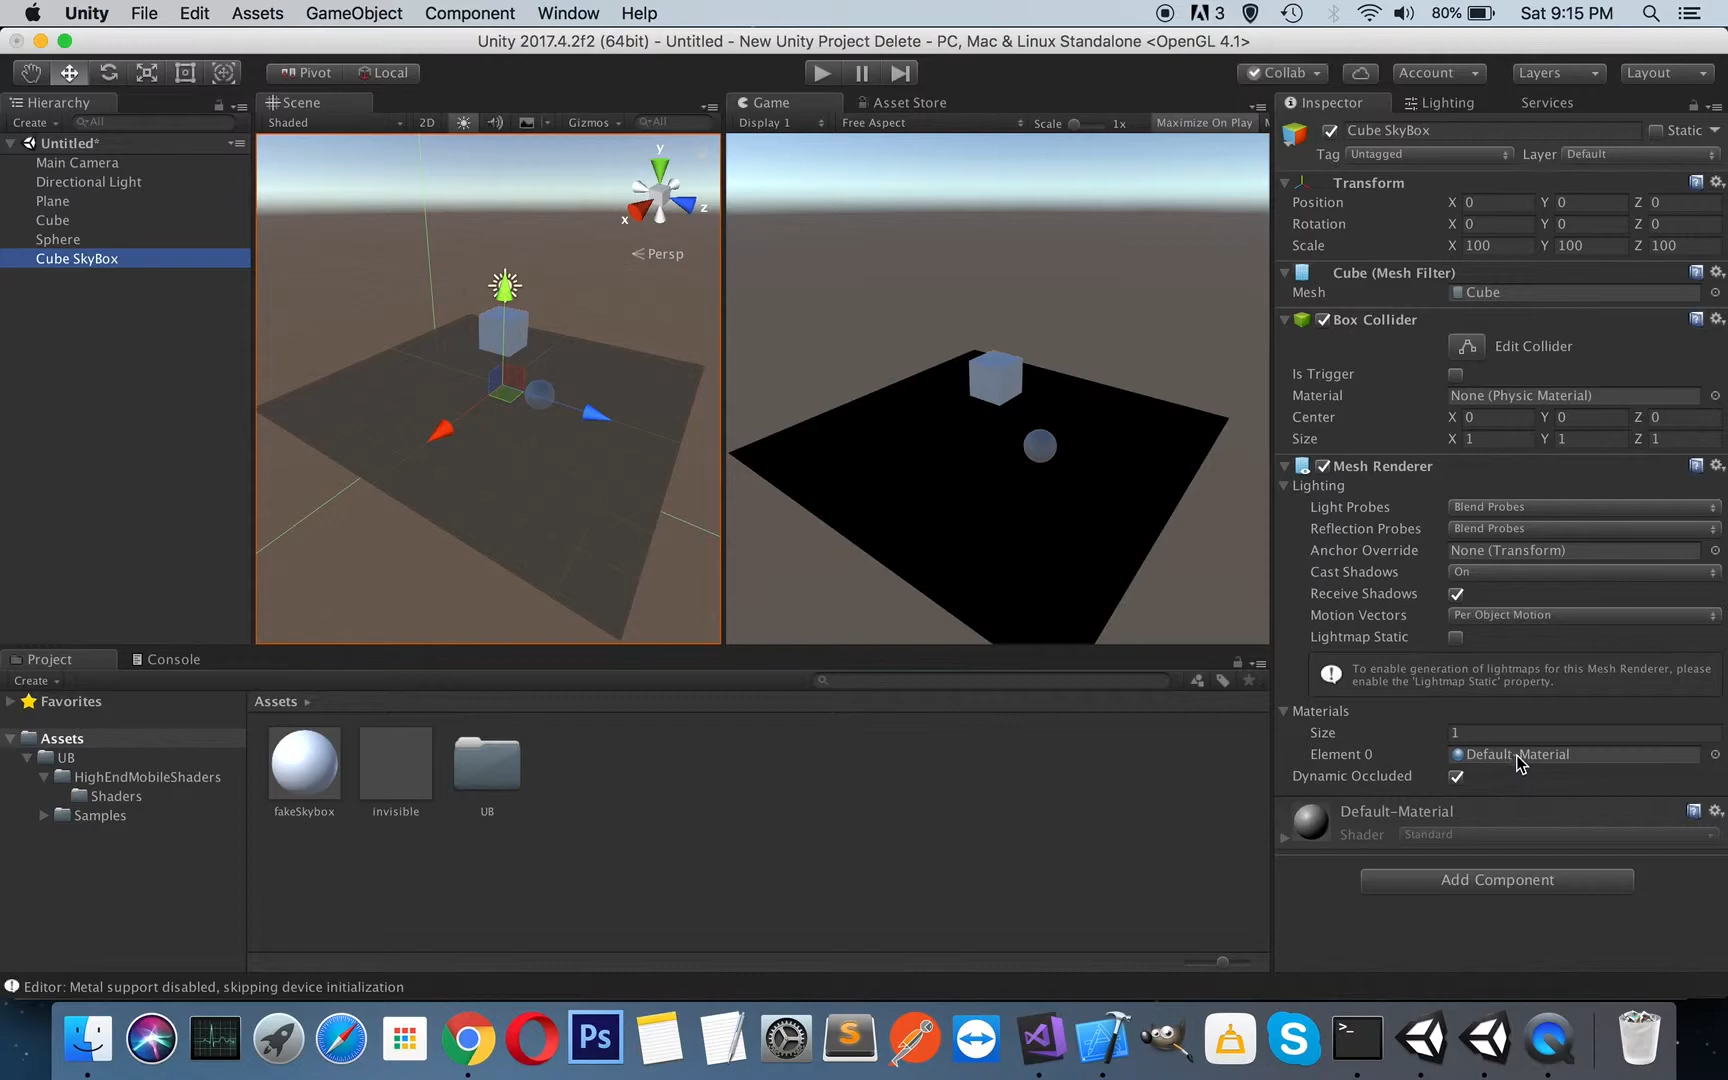 Unity File Edit Assets GameObject Component Window Help 3 80% Sat 9:15 PM
Unity 2017.4.2f2 (64bit) - Untitled - New Unity Project Delete - PC, Mac & Linux Standalone <OpenGL 4.1>
Pivot Local Collab Account Layers Layout
Hierarchy
Create All
Untitled*
Main Camera
Directional Light
Plane
Cube
Sphere
Cube SkyBox
Scene
Shaded 2D Gizmos All
y
x
z
Persp
Game Asset Store
Display 1 Free Aspect Scale 1x Maximize On Play
Inspector Lighting Services
Cube SkyBox Static
Tag Untagged Layer Default
Transform
Position X 0 Y 0 Z 0
Rotation X 0 Y 0 Z 0
Scale X 100 Y 100 Z 100
Cube (Mesh Filter)
Mesh Cube
Box Collider
Edit Collider
Is Trigger
Material None (Physic Material)
Center X 0 Y 0 Z 0
Size X 1 Y 1 Z 1
Mesh Renderer
Lighting
Light Probes Blend Probes
Reflection Probes Blend Probes
Anchor Override None (Transform)
Cast Shadows On
Receive Shadows
Motion Vectors Per Object Motion
Lightmap Static
To enable generation of lightmaps for this Mesh Renderer, please
enable the 'Lightmap Static' property.
Materials
Size 1
Element 0 Default-Material
Dynamic Occluded
Default-Material
Shader Standard
Add Component
Project Console
Create
Favorites
Assets
UB
HighEndMobileShaders
Shaders
Samples
Assets
fakeSkybox invisible UB
Editor: Metal support disabled, skipping device initialization
Ps
S
S